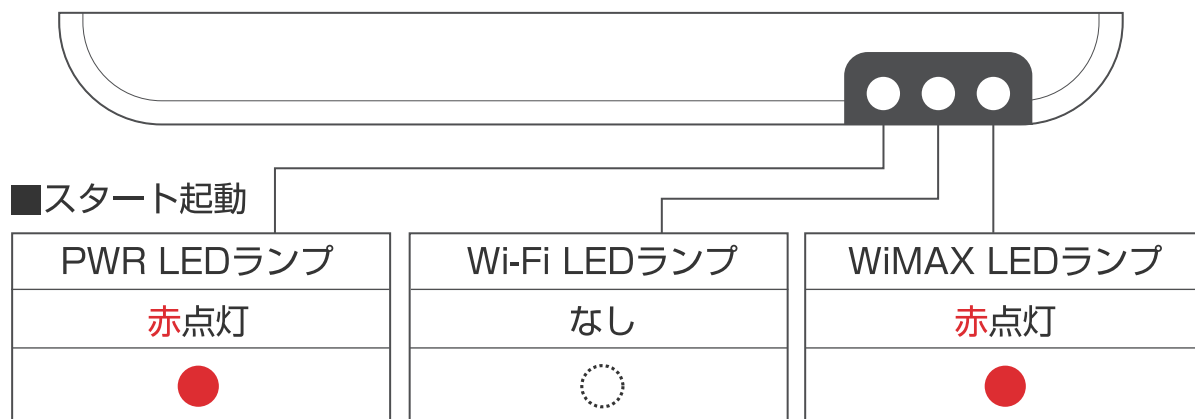 ■スタート起動
PWR LEDランプ
Wi-Fi LEDランプ
WiMAX LEDランプ
赤点灯
なし
赤点灯